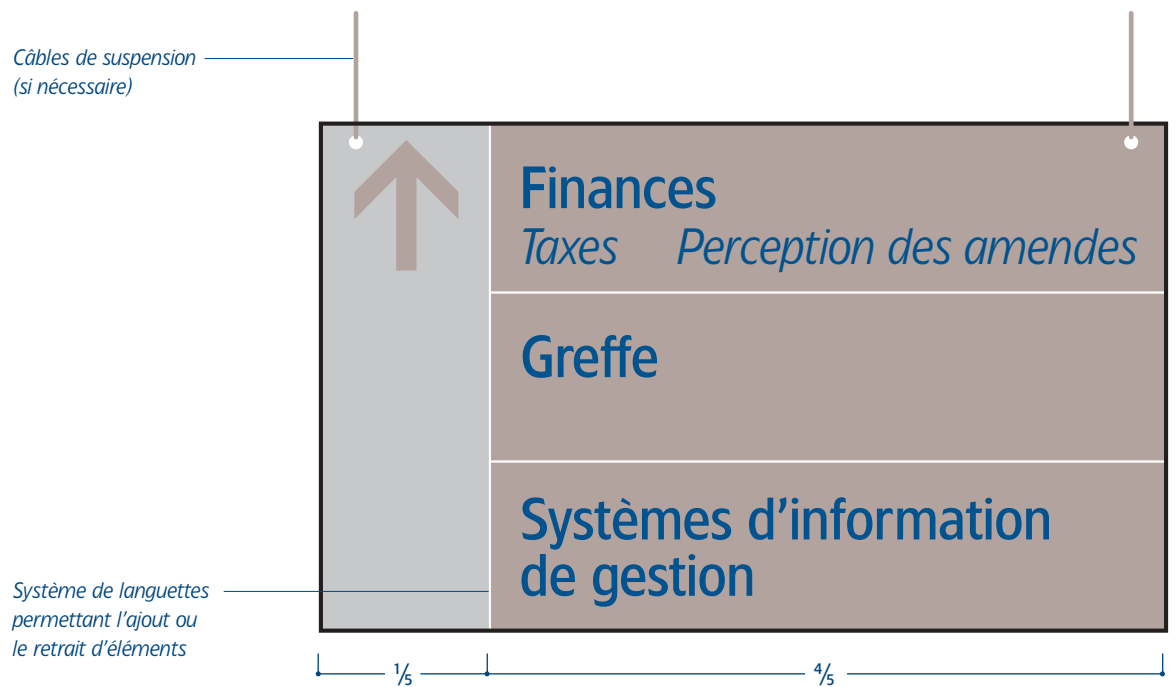 Câbles de suspension
(si nécessaire)
Finances
Taxes Perception des amendes
Greffe
Systèmes d’information
de gestion
Système de languettes
permettant l’ajout ou
le retrait d’éléments
⅕ ⅘